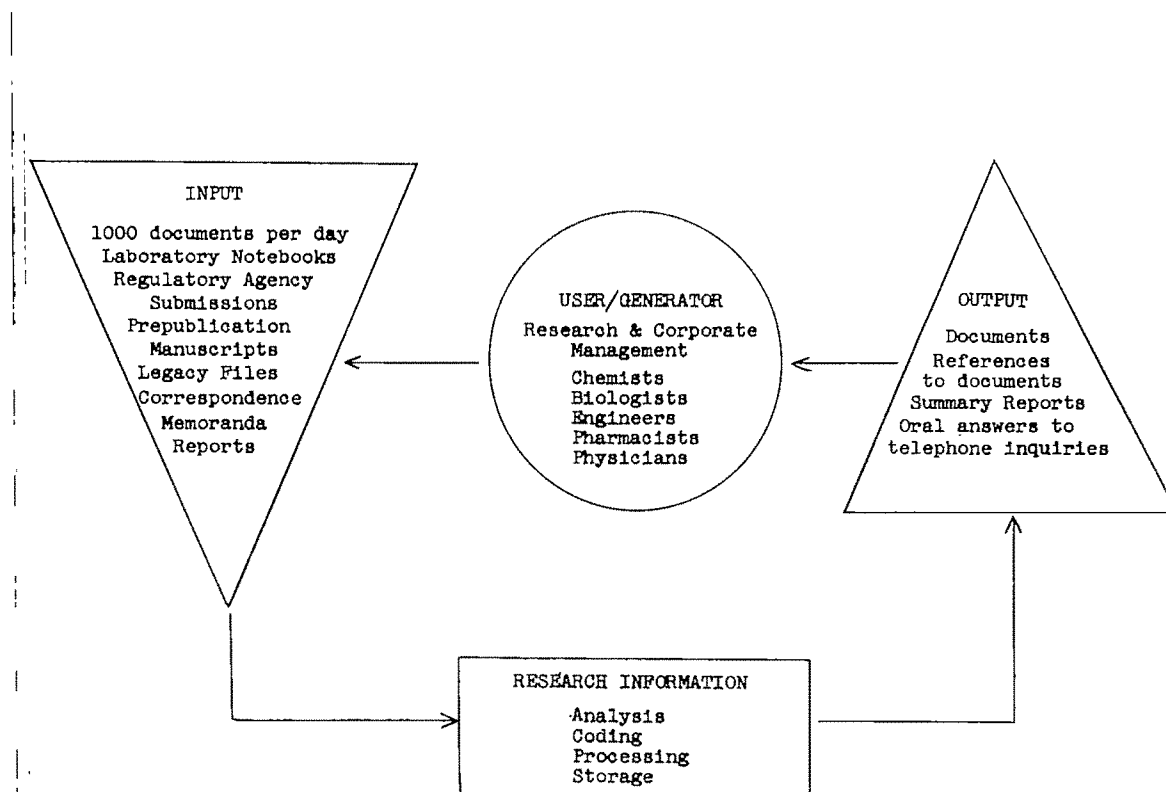 INPUT
1000 documents per day
Laboratory Notebooks
Regulatory Agency
Submissions
Prepublication
Manuscripts
Legacy Files
Correspondence
Memoranda
Reports
USER/GENERATOR
Research & Corporate
Management
Chemists
Biologists
Engineers
Pharmacists
Physicians
OUTPUT
Documents
References
to documents
Summary Reports
Oral answers to
telephone inquiries
RESEARCH INFORMATION
Analysis
Coding
Processing
Storage